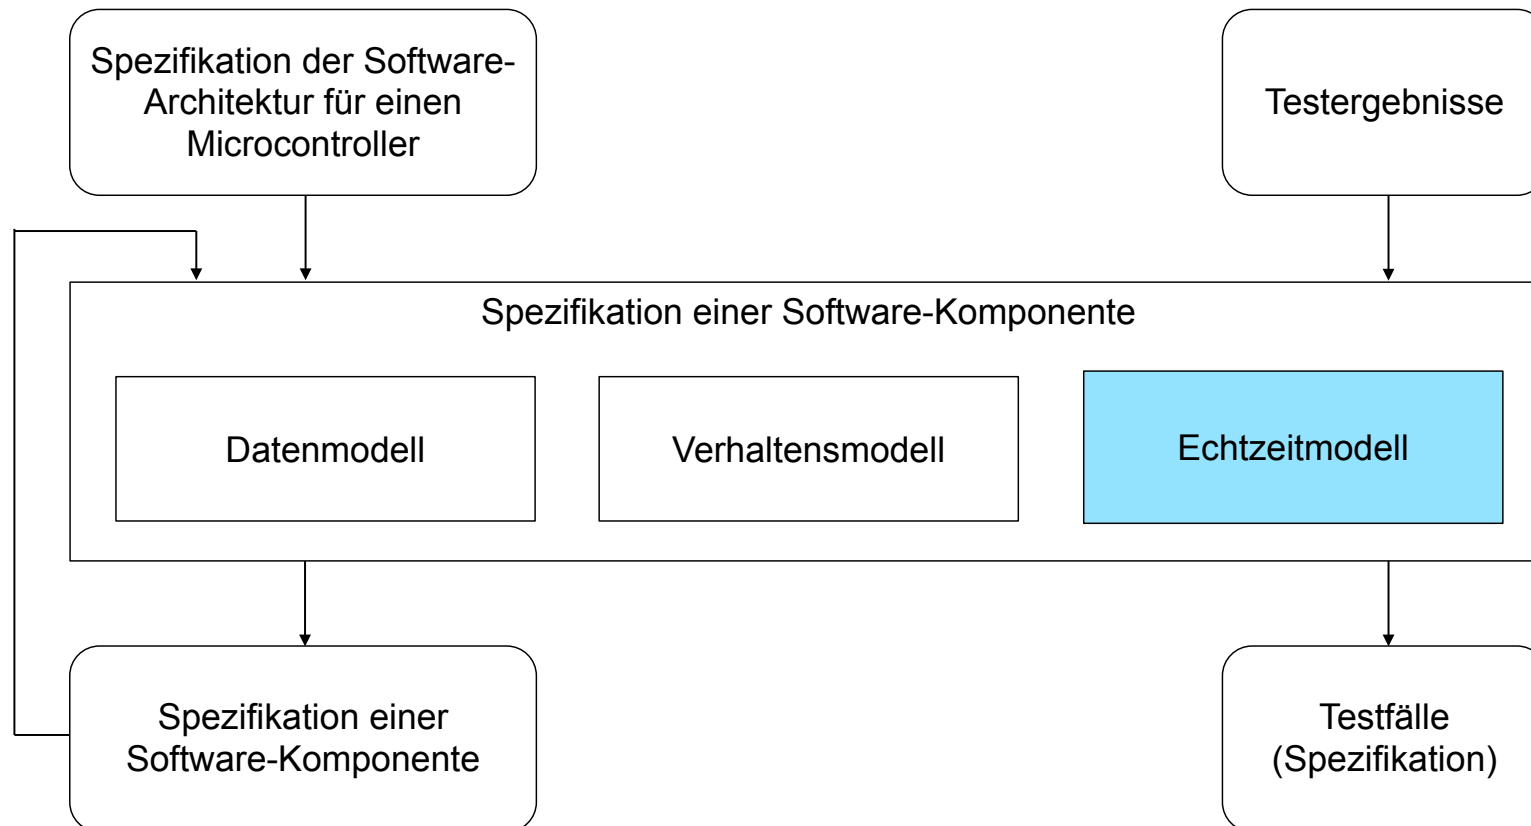 Spezifikation der Software-
Architektur für einen
Microcontroller
Testergebnisse
Spezifikation einer Software-Komponente
Datenmodell
Verhaltensmodell
Echtzeitmodell
Spezifikation einer
Software-Komponente
Testfälle
(Spezifikation)